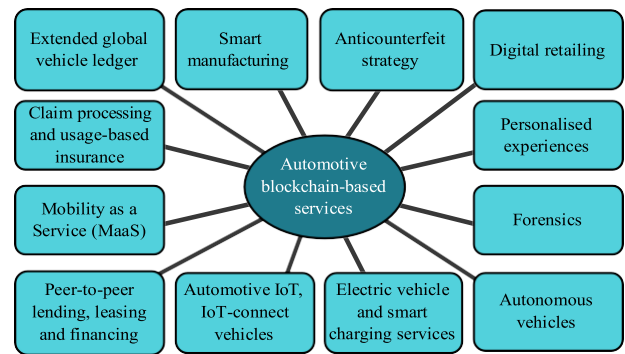 Extended global
vehicle ledger
Smart
manufacturing
Anticounterfeit
strategy
Digital retailing
Claim processing
and usage-based
insurance
Automotive
blockchain-based
services
Personalised
experiences
Mobility as a
Service (MaaS)
Forensics
Peer-to-peer
lending, leasing
and financing
Automotive IoT,
IoT-connect
vehicles
Electric vehicle
and smart
charging services
Autonomous
vehicles